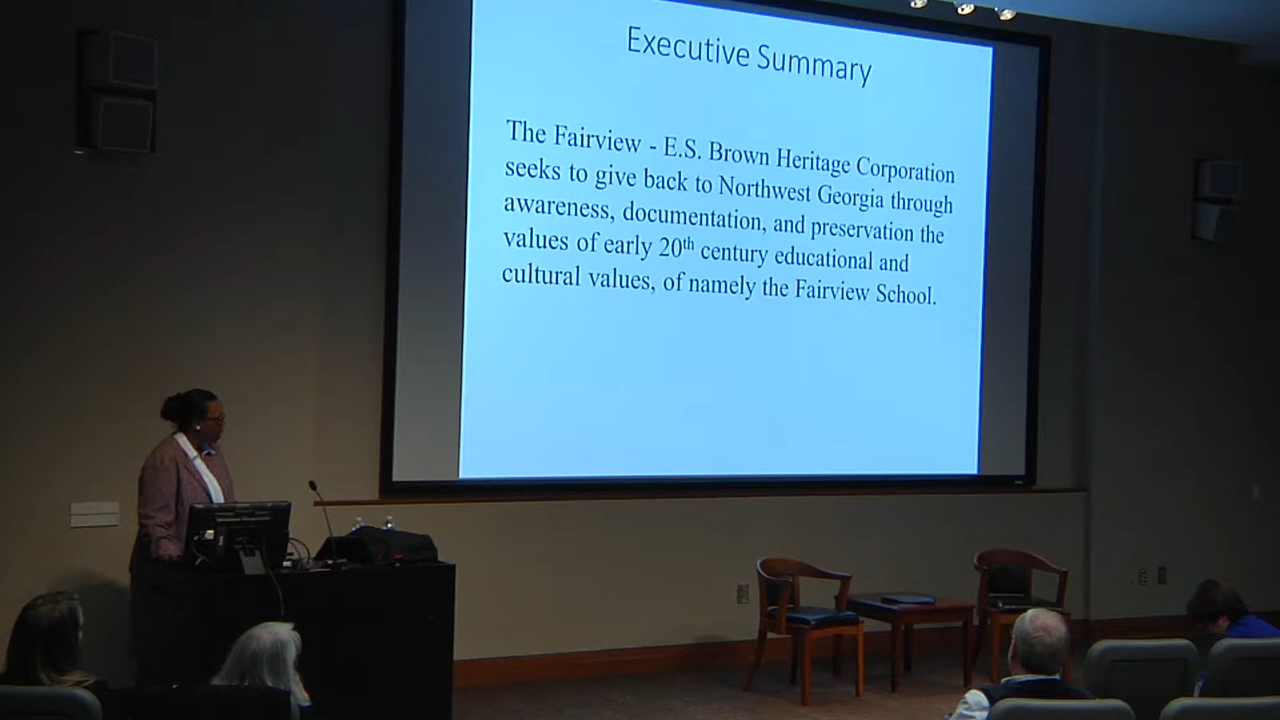 Executive Summary
The Fairview - E.S. Brown Heritage Corporation
seeks to give back to Northwest Georgia through
awareness, documentation, and preservation the
values of early 20th century educational and
cultural values, of namely the Fairview School.